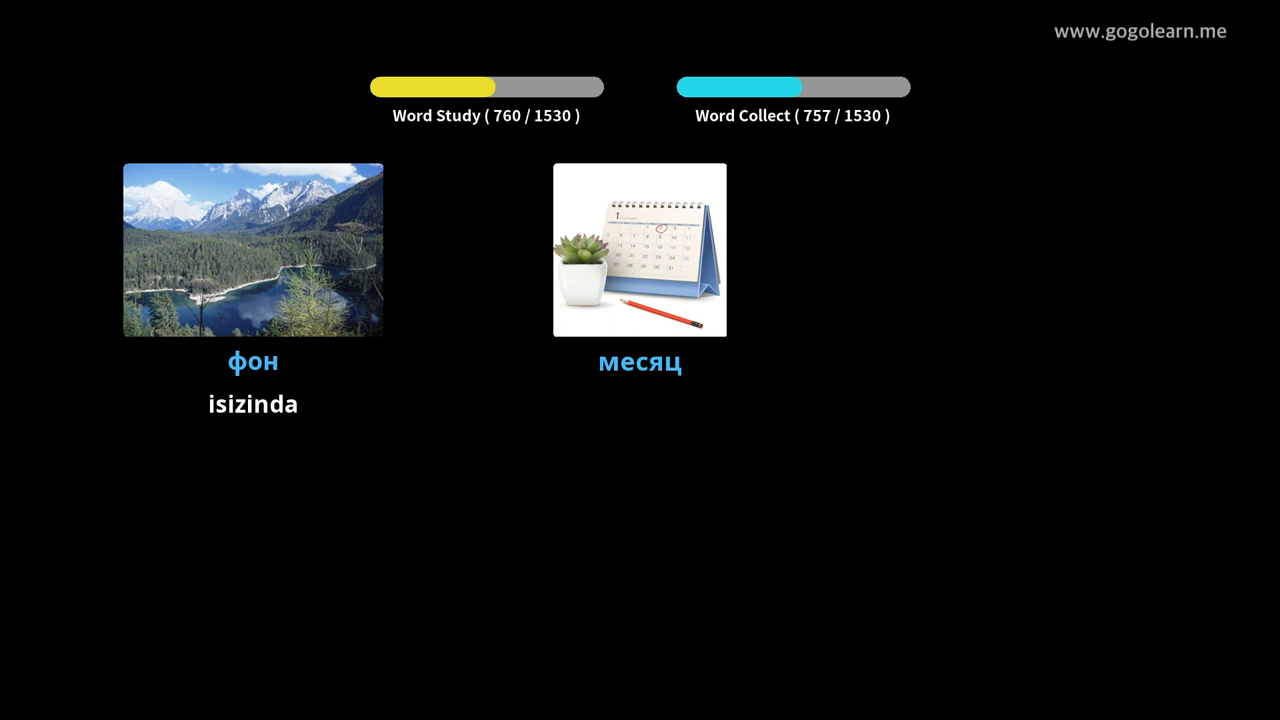 www.gogolearn.me
Word Study ( 760 / 1530 )
Word Collect ( 757 / 1530 )
фон
isizinda
месяц